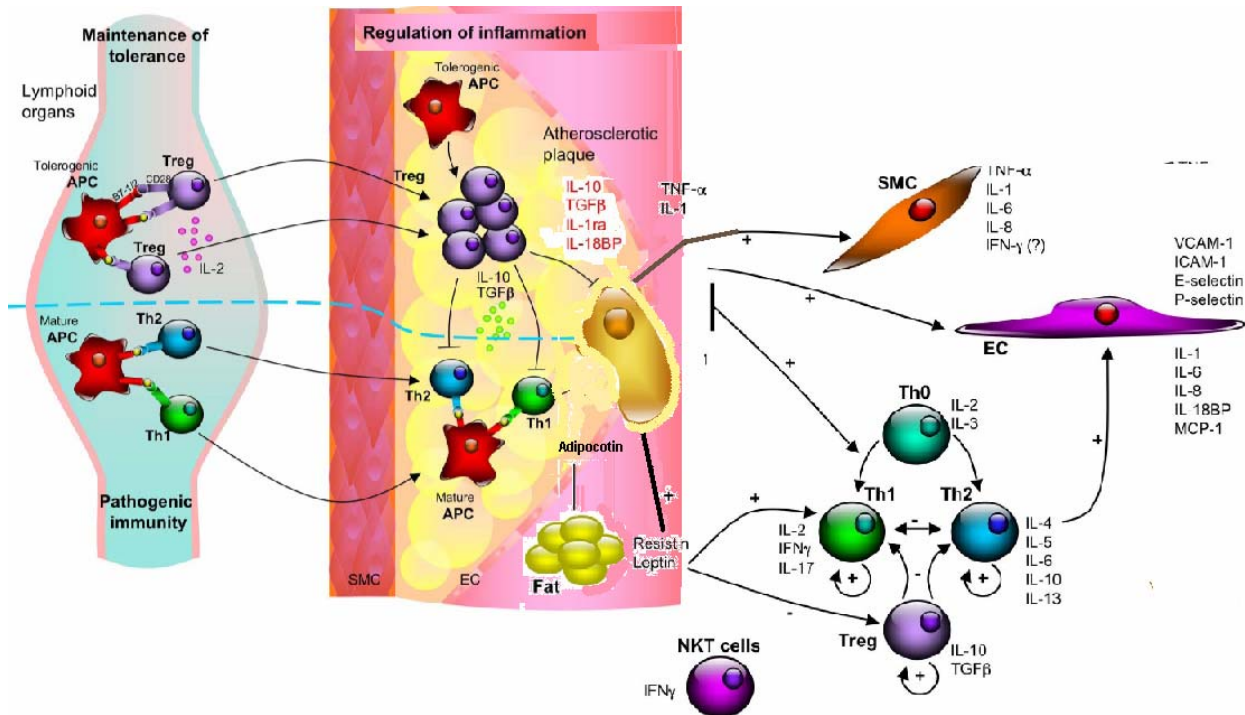 Maintenance of
tolerance
Lymphoid
organs
Tolerogenic
APC
Treg
CD28
Treg
IL-2
Mature
APC
Th2
Th1
Pathogenic
immunity
Regulation of inflammation
Tolerogenic
APC
Treg
Atherosclerotic
plaque
IL-10
TGFβ
IL-1ra
IL-18BP
IL-10
TGFβ
Th2
Th1
Mature
APC
Adipocotin
Fat
SMC
EC
TNF-α
IL-1
+
SMC
TNF-α
IL-1
IL-6
IL-8
IFN-γ (?)
+
VCAM-1
ICAM-1
E-selectin
P-selectin
EC
IL-1
IL-6
IL-8
IL 18BP
MCP-1
+
+
Th0
IL-2
IL-3
+
Resistin
Loptin
+
Th1
IL-2
IFNγ
IL-17
+
-
Th2
IL-4
IL-5
IL-6
IL-10
IL-13
+
-
-
Treg
IL-10
TGFβ
+
NKT cells
IFNγ